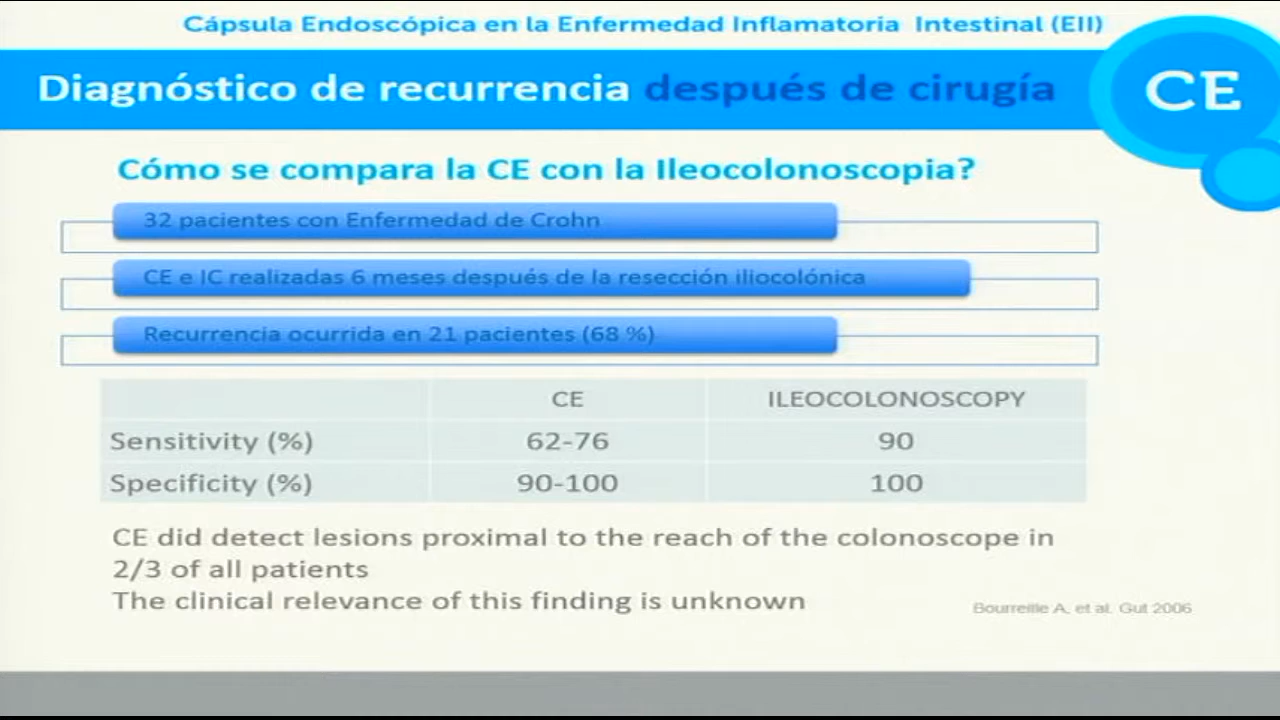 Cápsula Endoscópica en la Enfermedad Inflamatoria Intestinal (EII)
Diagnóstico de recurrencia después de cirugía
CE
Cómo se compara la CE con la Ileocolonoscopia?
32 pacientes con Enfermedad de Crohn
CE e IC realizadas 6 meses después de la resección iliocolónica
Recurrencia ocurrida en 21 pacientes (68 %)
CE ILEOCOLONOSCOPY
Sensitivity (%) 62-76 90
Specificity (%) 90-100 100
CE did detect lesions proximal to the reach of the colonoscope in
2/3 of all patients
The clinical relevance of this finding is unknown
Bourreille A, et al. Gut 2006